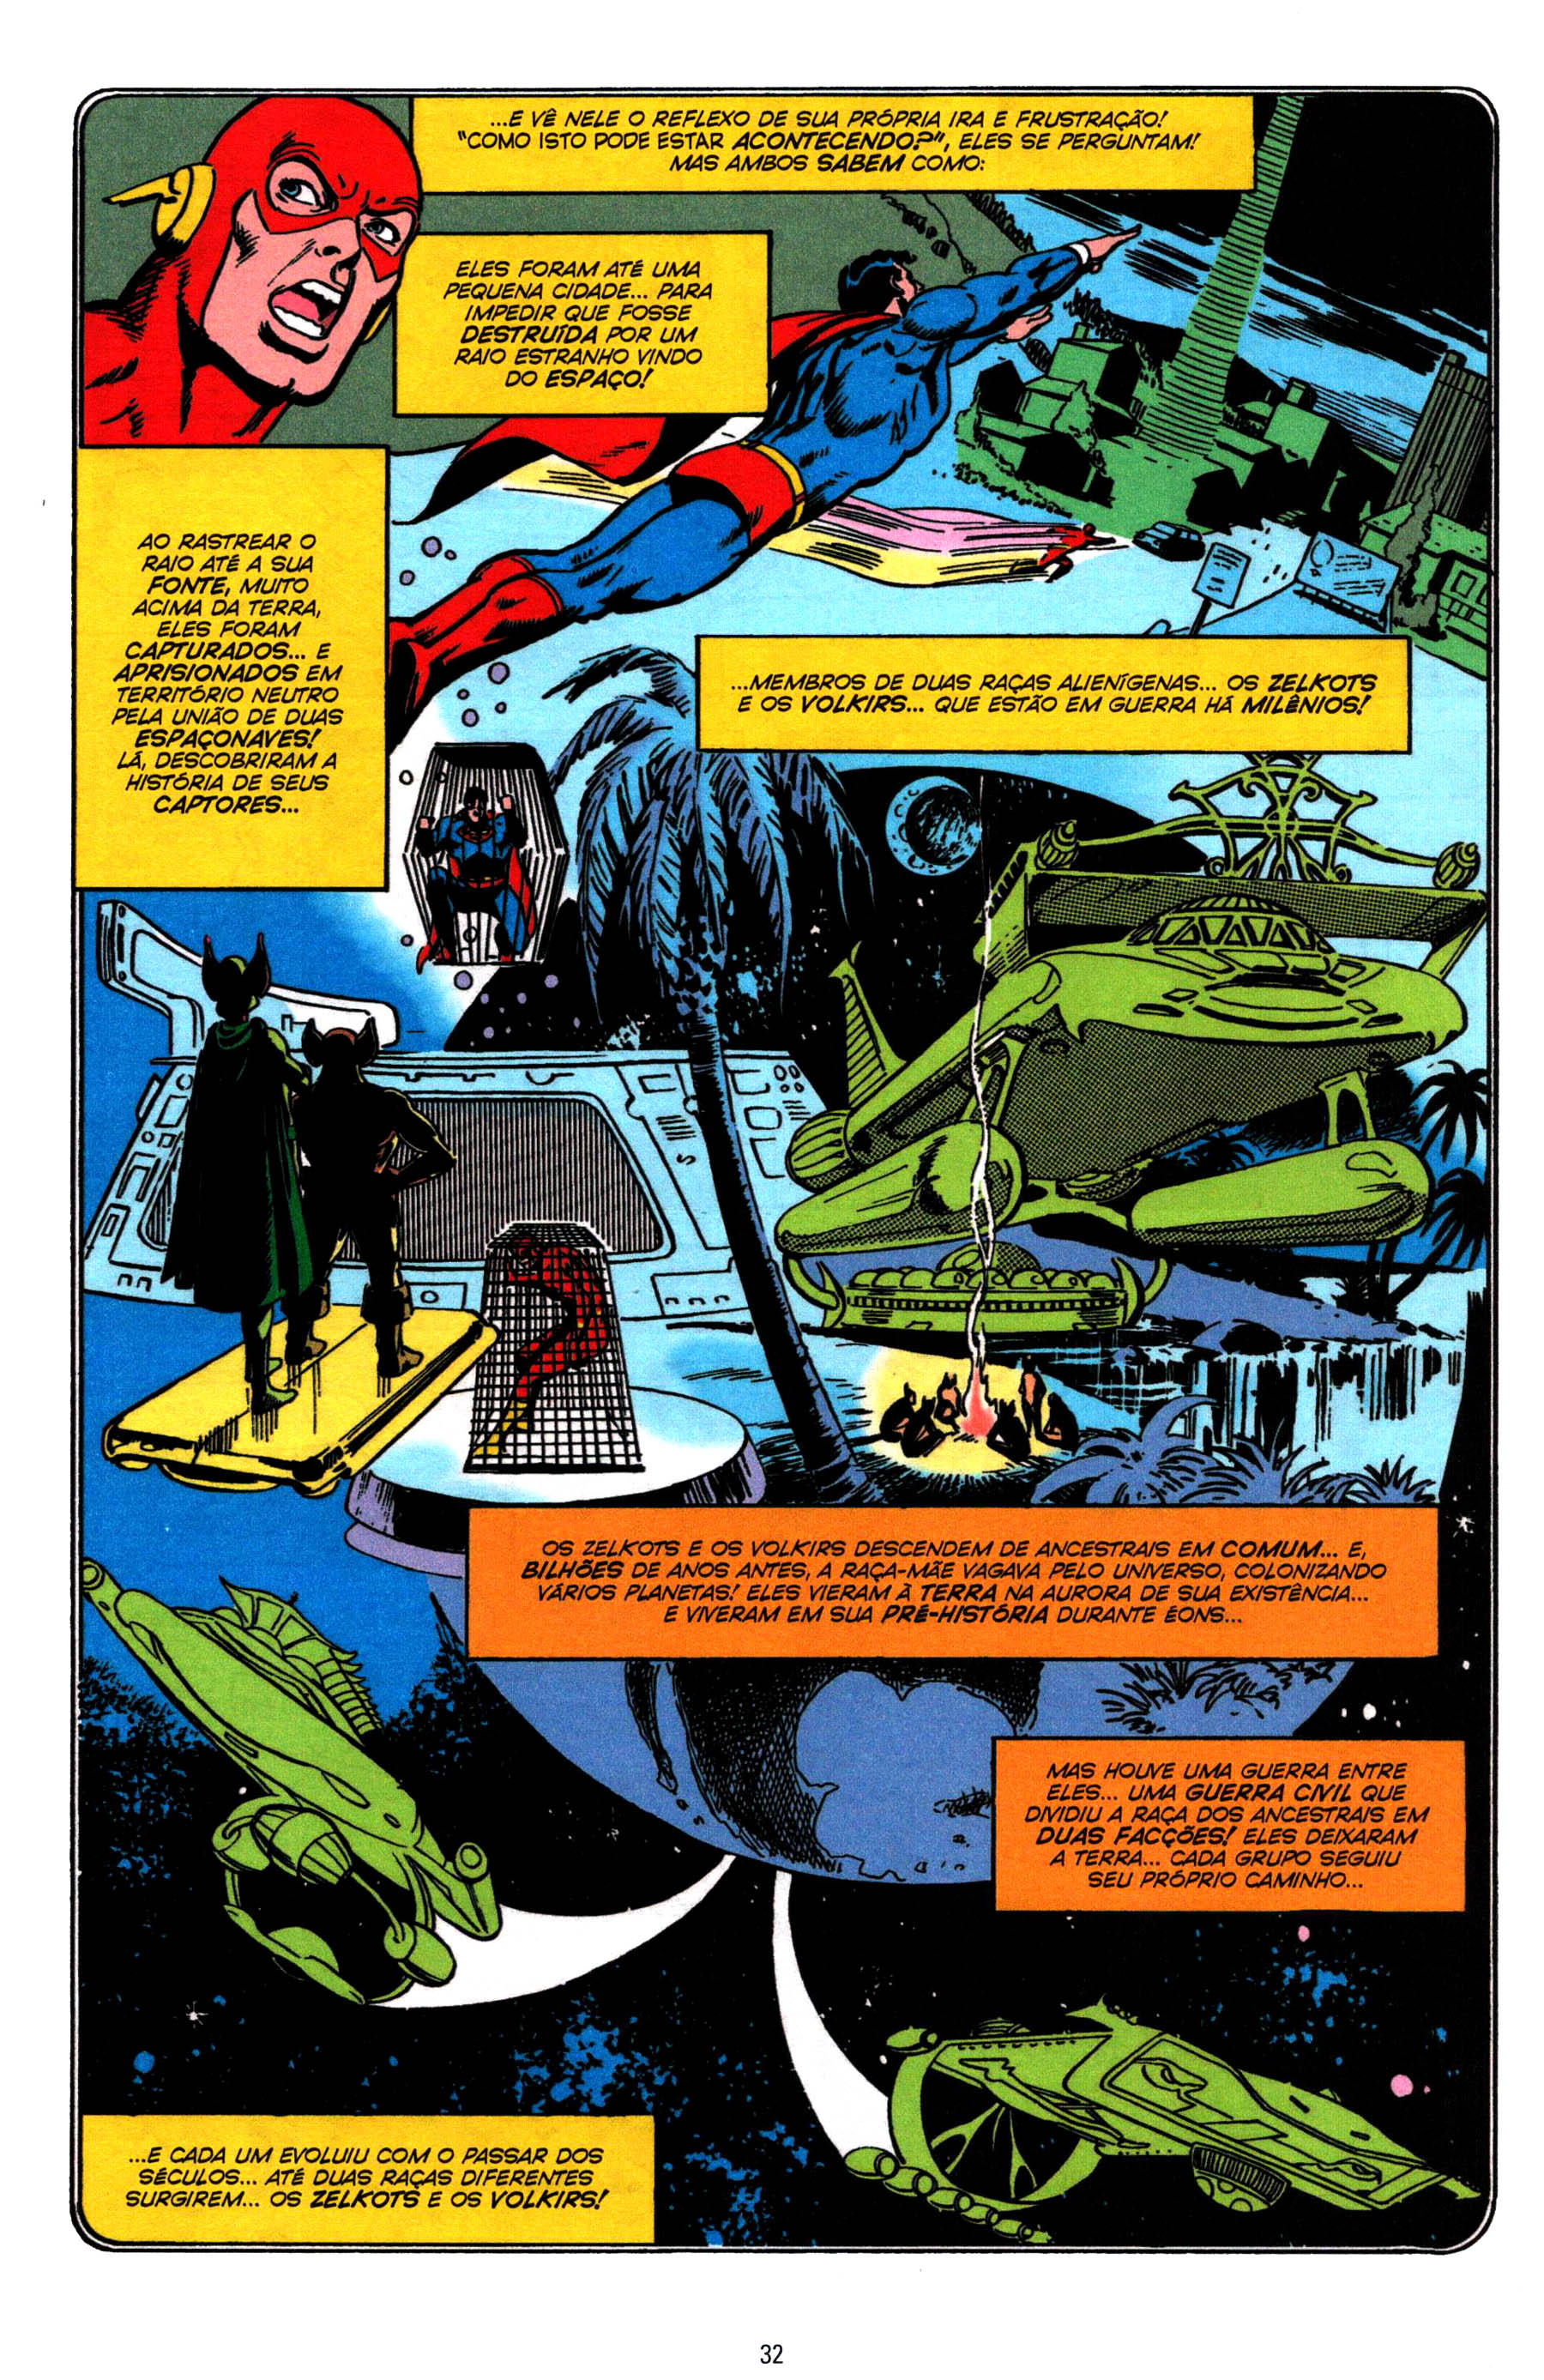 ...E VÊ NELE O REFLEXO DE SUA PRÓPRIA IRA E FRUSTRAÇÃO!
"COMO ISTO PODE ESTAR ACONTECENDO?", ELES SE PERGUNTAM!
MAS AMBOS SABEM COMO:
ELES FORAM ATÉ UMA
PEQUENA CIDADE... PARA
IMPEDIR QUE FOSSE
DESTRUÍDA POR UM
RAIO ESTRANHO VINDO
DO ESPAÇO!
AO RASTREAR O
RAIO ATÉ A SUA
FONTE, MUITO
ACIMA DA TERRA,
ELES FORAM
CAPTURADOS... E
APRISIONADOS EM
TERRITÓRIO NEUTRO
PELA UNIÃO DE DUAS
ESPAÇONAVES!
LÁ, DESCOBRIRAM A
HISTÓRIA DE SEUS
CAPTORES...
...MEMBROS DE DUAS RAÇAS ALIENÍGENAS... OS ZELKOTS
E OS VOLKIRS... QUE ESTÃO EM GUERRA HÁ MILÊNIOS!
OS ZELKOTS E OS VOLKIRS DESCENDEM DE ANCESTRAIS EM COMUM... E,
BILHÕES DE ANOS ANTES, A RAÇA-MÃE VAGAVA PELO UNIVERSO, COLONIZANDO
VÁRIOS PLANETAS! ELES VIERAM À TERRA NA AURORA DE SUA EXISTÊNCIA...
E VIVERAM EM SUA PRÉ-HISTÓRIA DURANTE ÉONS...
MAS HOUVE UMA GUERRA ENTRE
ELES... UMA GUERRA CIVIL QUE
DIVIDIU A RAÇA DOS ANCESTRAIS EM
DUAS FACÇÕES! ELES DEIXARAM
A TERRA... CADA GRUPO SEGUIU
SEU PRÓPRIO CAMINHO...
...E CADA UM EVOLUIU COM O PASSAR DOS
SÉCULOS... ATÉ DUAS RAÇAS DIFERENTES
SURGIREM... OS ZELKOTS E OS VOLKIRS!
32